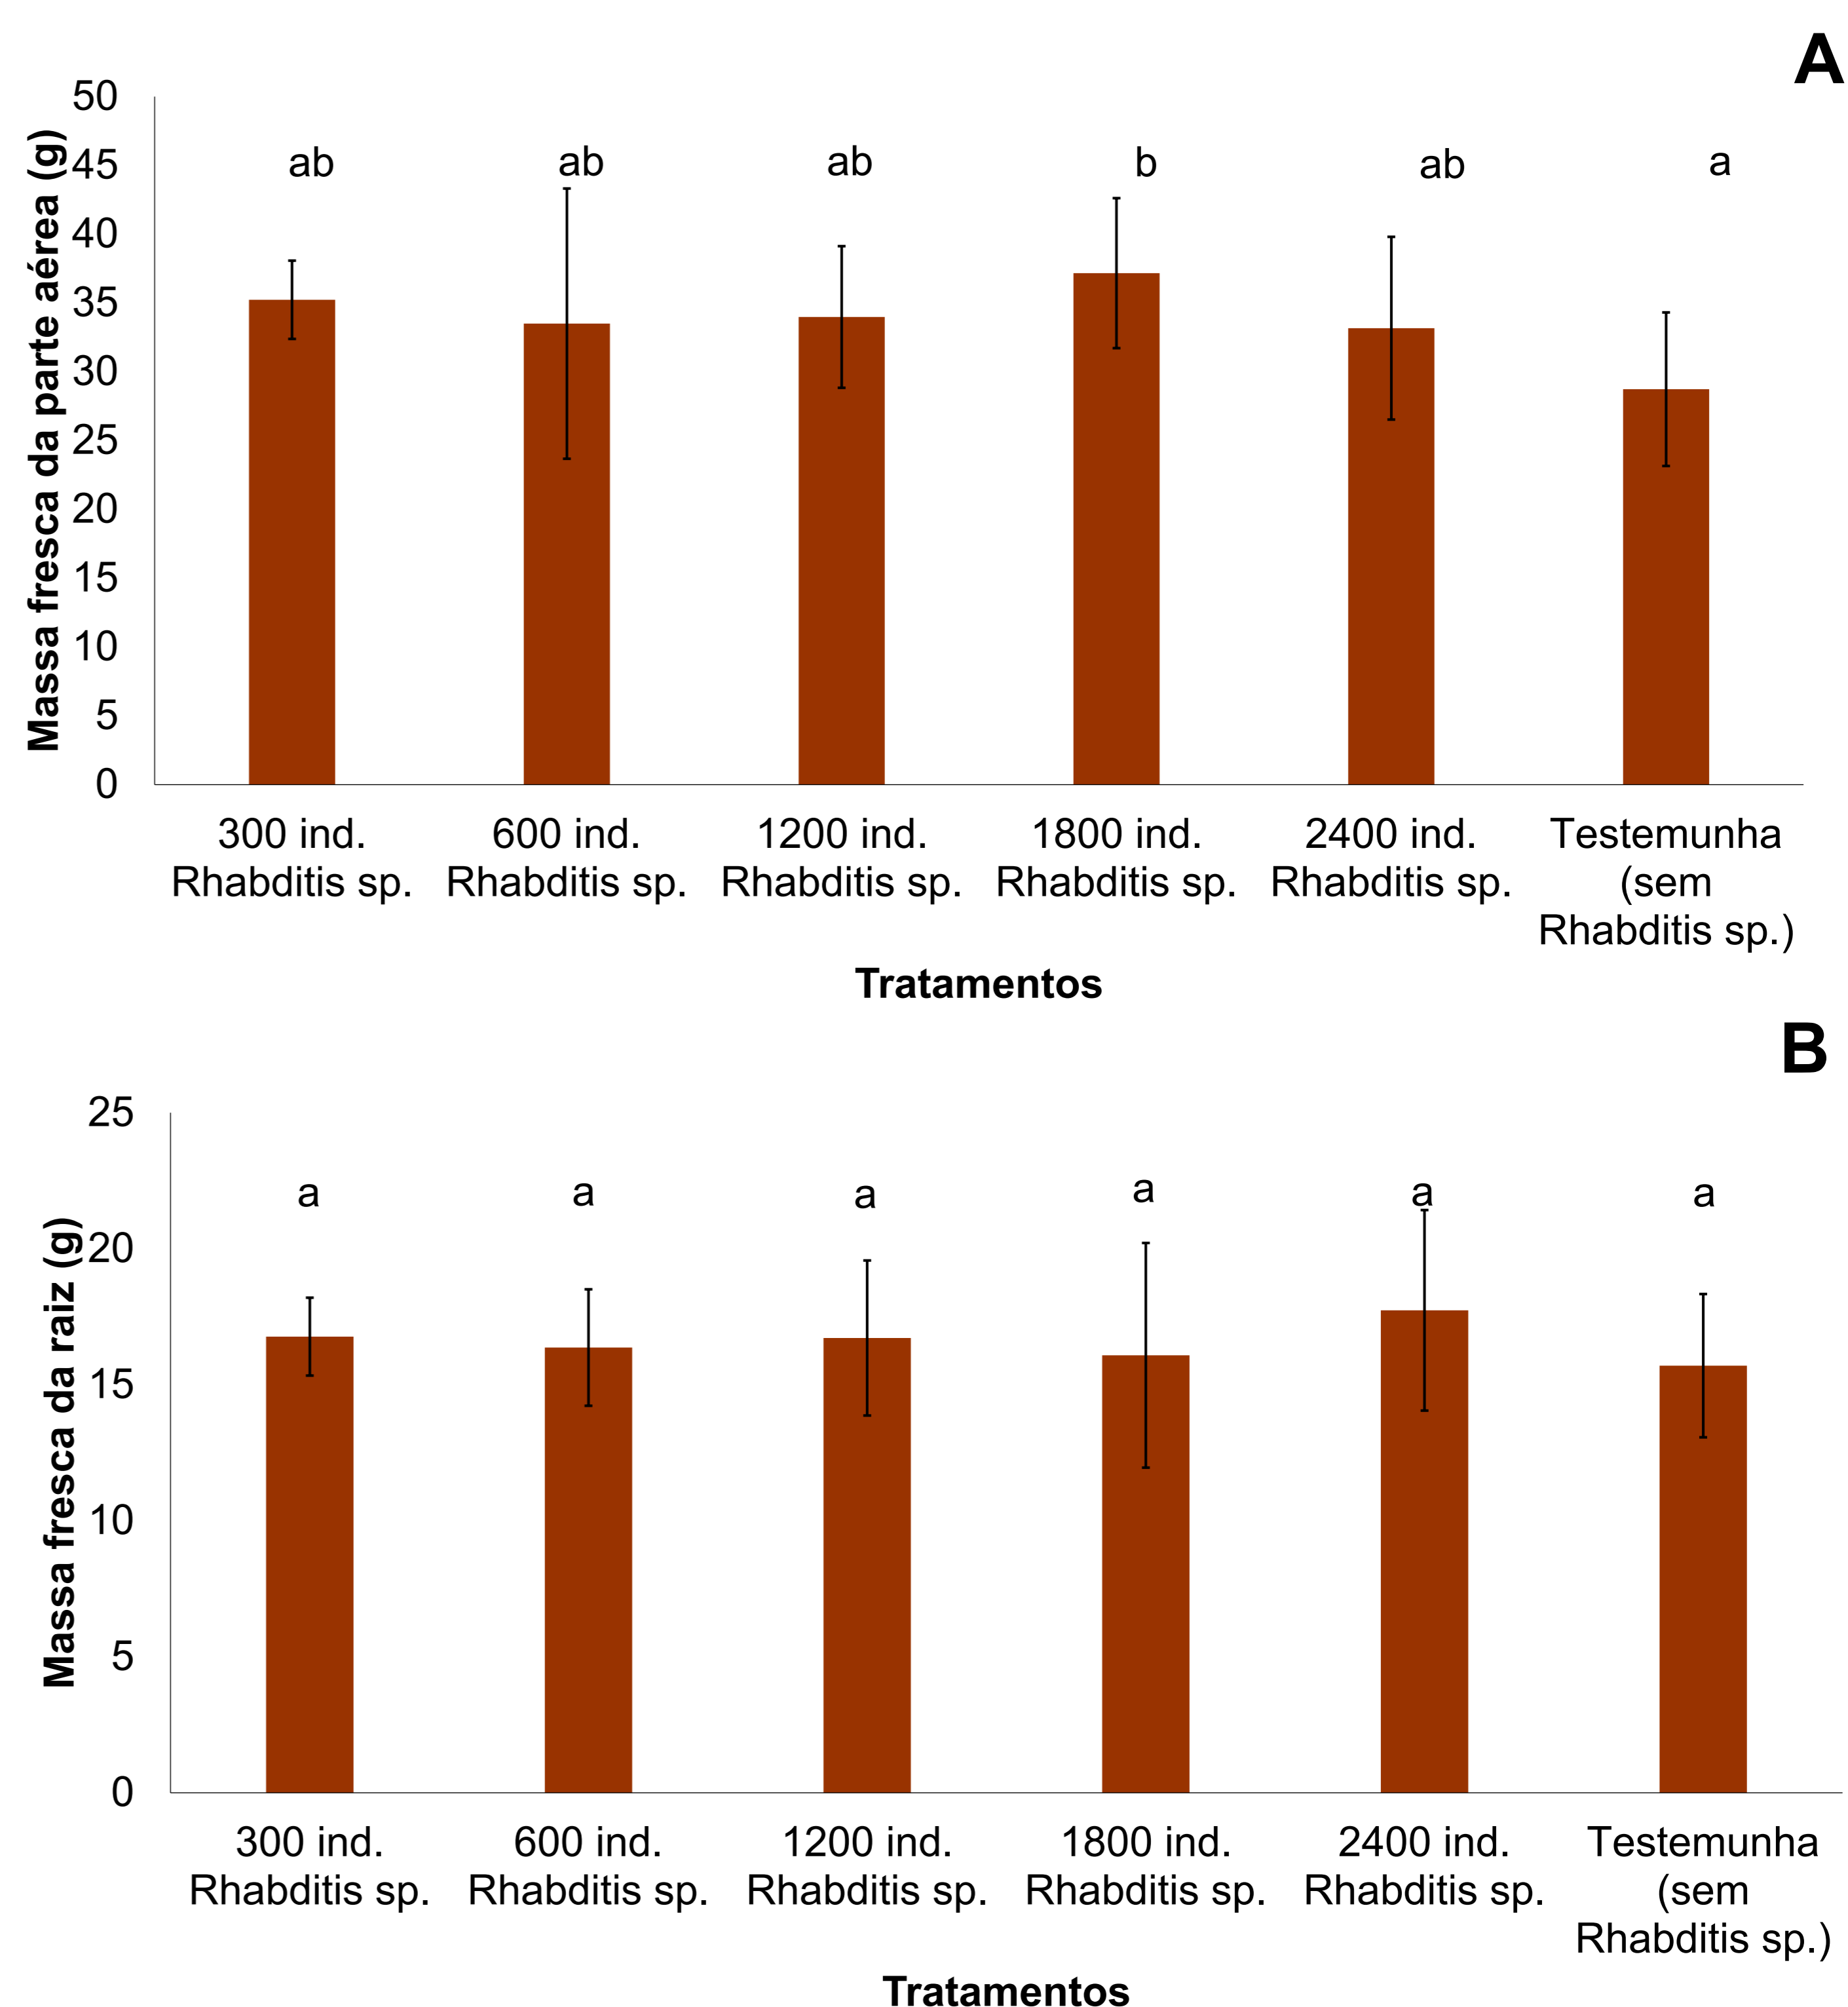 A
Massa fresca da parte aérea (g)
50
45
40
35
30
25
20
15
10
5
0
ab
ab
ab
b
ab
a
300 ind.
Rhabditis sp.
600 ind.
Rhabditis sp.
1200 ind.
Rhabditis sp.
1800 ind.
Rhabditis sp.
2400 ind.
Rhabditis sp.
Testemunha
(sem
Rhabditis sp.)
Tratamentos
B
Massa fresca da raiz (g)
25
20
15
10
5
0
a
a
a
a
a
a
300 ind.
Rhabditis sp.
600 ind.
Rhabditis sp.
1200 ind.
Rhabditis sp.
1800 ind.
Rhabditis sp.
2400 ind.
Rhabditis sp.
Testemunha
(sem
Rhabditis sp.)
Tratamentos